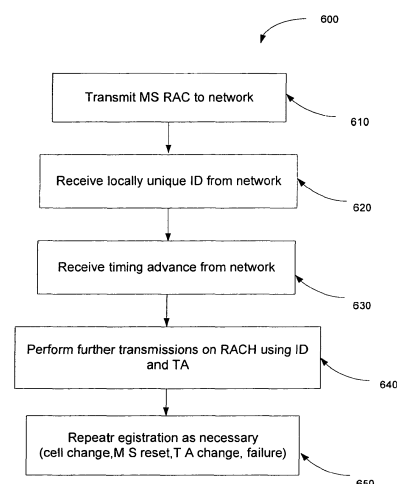 600
Transmit MS RAC to network
610
Receive locally unique ID from network
620
Receive timing advance from network
630
Perform further transmissions on RACH using ID
and TA
640
Repeatr egistration as necessary
(cell change,M S reset,T A change, failure)
650